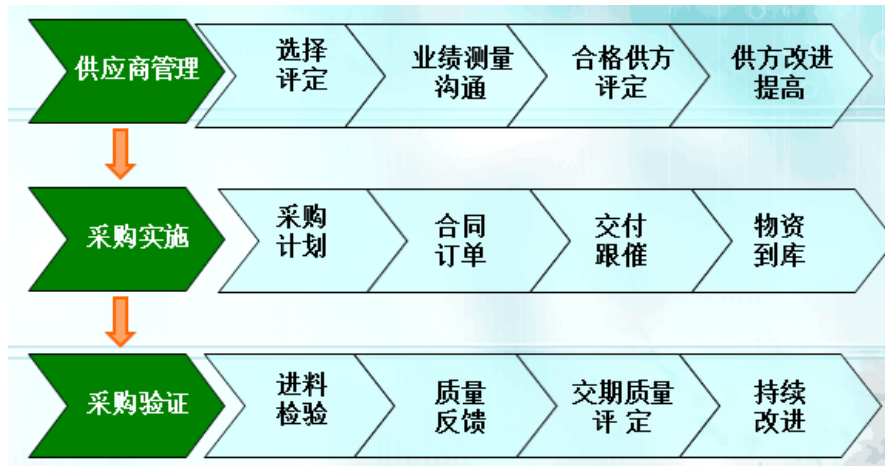 供应商管理
选择
评定
业绩测量
沟通
合格供方
评定
供方改进
提高
采购实施
采购
计划
合同
订单
交付
跟催
物资
到库
采购验证
进料
检验
质量
反馈
交期质量
评 定
持续
改进